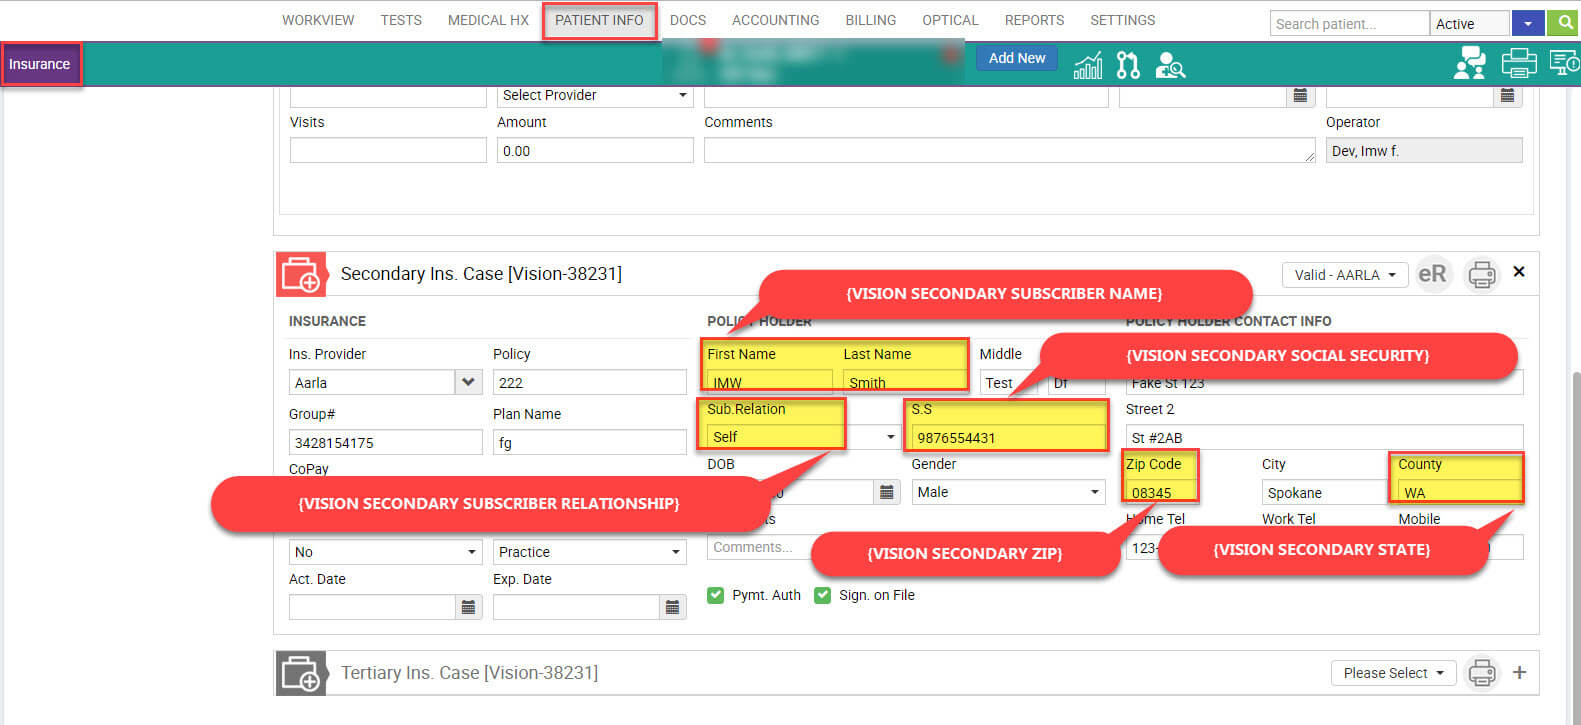 WORKVIEW TESTS MEDICAL HX PATIENT INFO DOCS ACCOUNTING BILLING OPTICAL REPORTS SETTINGS Search patient... Active
Insurance Add New
Select Provider
Visits Amount Comments Operator
0.00 Dev, Imw f.
Secondary Ins. Case [Vision-38231] Valid - AARLA eR
{VISION SECONDARY SUBSCRIBER NAME}
INSURANCE POLICY HOLDER POLICY HOLDER CONTACT INFO
Ins. Provider Policy First Name Last Name Middle {VISION SECONDARY SOCIAL SECURITY}
Aarla 222 IMW Smith Test Df Fake St 123
Group# Plan Name Sub.Relation S.S Street 2
3428154175 fg Self 9876554431 St #2AB
CoPay DOB Gender Zip Code City County
Male 08345 Spokane WA
{VISION SECONDARY SUBSCRIBER RELATIONSHIP}
Home Tel Work Tel Mobile
No Practice Comments... {VISION SECONDARY ZIP} 123- {VISION SECONDARY STATE}
Act. Date Exp. Date
Pymt. Auth Sign. on File
Tertiary Ins. Case [Vision-38231] Please Select